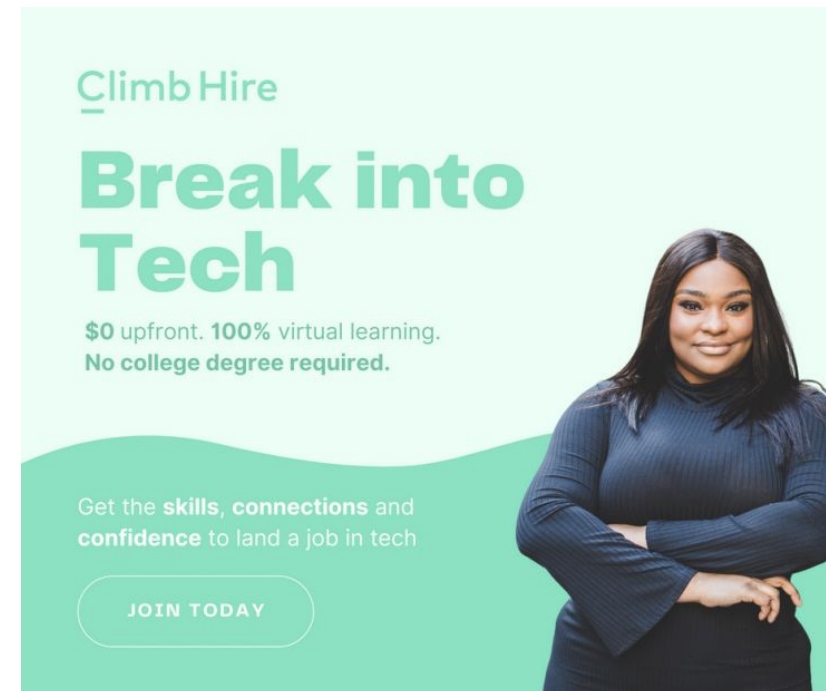 Climb Hire
Break into
Tech
$0 upfront. 100% virtual learning.
No college degree required.
Get the skills, connections and
confidence to land a job in tech
JOIN TODAY